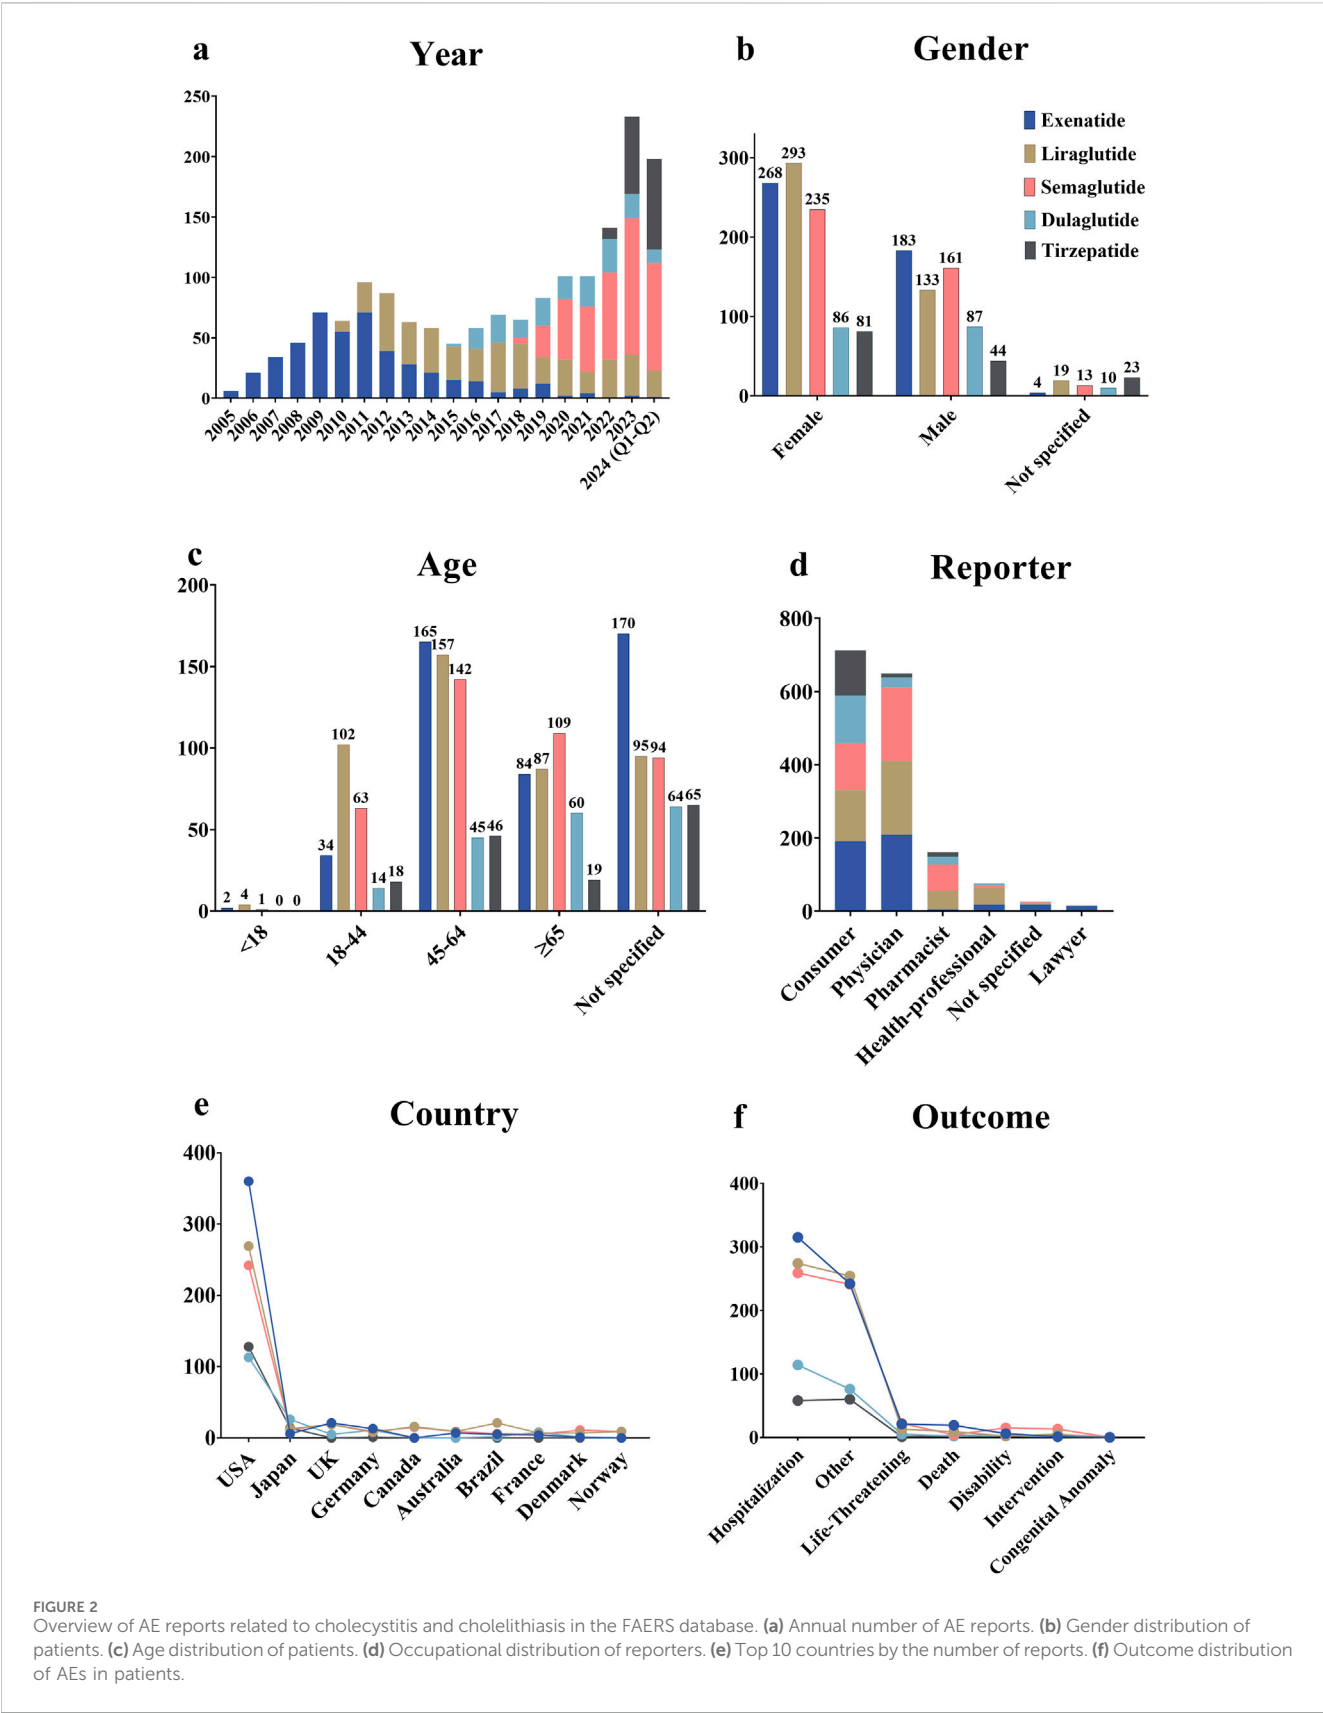 a
Year
250
200
150
100
50
0
2005
2006
2007
2008
2009
2010
2011
2012
2013
2014
2015
2016
2017
2018
2019
2020
2021
2022
2023
2024 (Q1-Q2)
b
Gender
Exenatide
Liraglutide
Semaglutide
Dulaglutide
Tirzepatide
300
200
100
0
268
293
235
86
81
183
133
161
87
44
4
19
13
10
23
Female
Male
Not specified
c
Age
200
150
100
50
0
2
4
1
0
0
34
102
63
14
18
165
157
142
45
46
84
87
109
60
19
170
95
94
64
65
<18
18-44
45-64
≥65
Not specified
d
Reporter
800
600
400
200
0
Consumer
Physician
Pharmacist
Health-professional
Not specified
Lawyer
e
Country
400
300
200
100
0
USA
Japan
UK
Germany
Canada
Australia
Brazil
France
Denmark
Norway
f
Outcome
400
300
200
100
0
Hospitalization
Other
Life-Threatening
Death
Disability
Intervention
Congenital Anomaly
FIGURE 2
Overview of AE reports related to cholecystitis and cholelithiasis in the FAERS database. (a) Annual number of AE reports. (b) Gender distribution of
patients. (c) Age distribution of patients. (d) Occupational distribution of reporters. (e) Top 10 countries by the number of reports. (f) Outcome distribution
of AEs in patients.